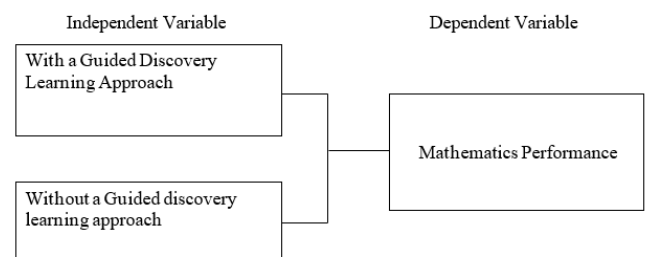 Independent Variable
Dependent Variable
With a Guided Discovery
Learning Approach
Mathematics Performance
Without a Guided discovery
learning approach